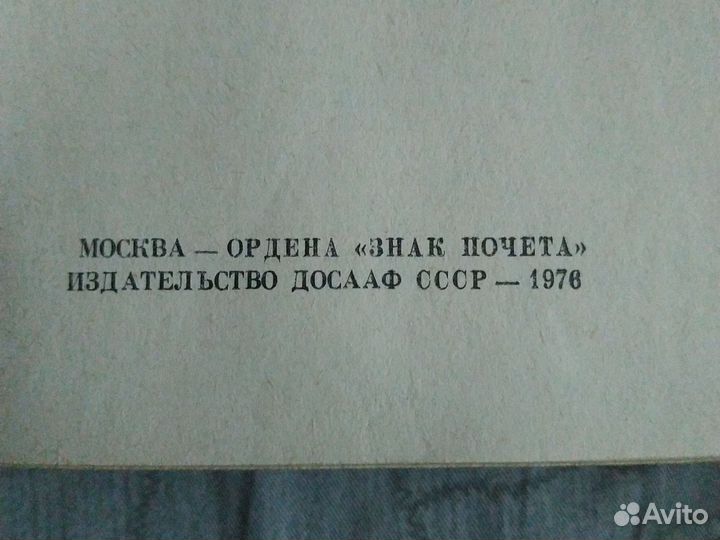 МОСКВА — ОРДЕНА «ЗНАК ПОЧЕТА»
ИЗДАТЕЛЬСТВО ДОСААФ СССР — 1976
Avito